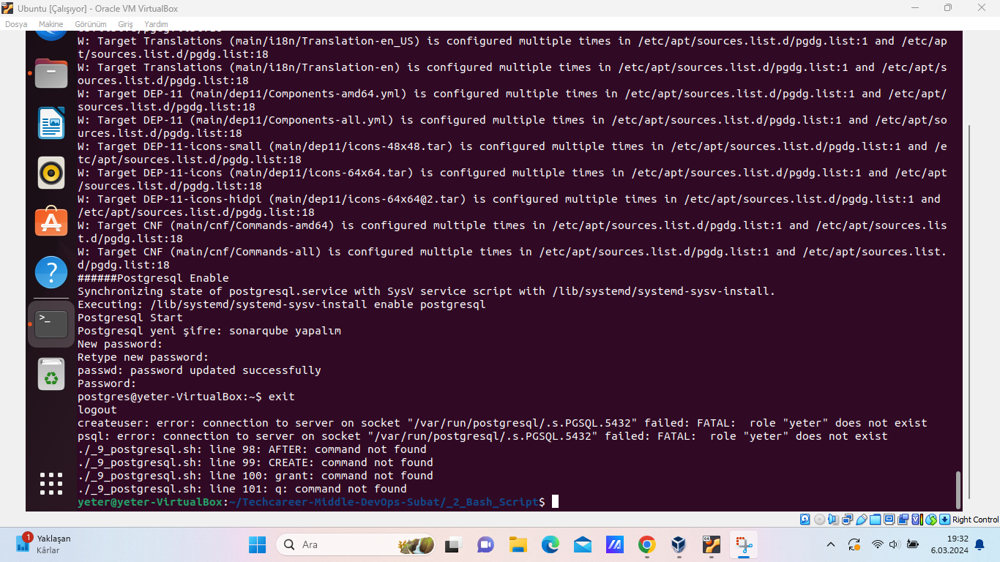 Ubuntu [Çalışıyor] - Oracle VM VirtualBox
Dosya Makine Görünüm Giriş Yardım
W: Target Translations (main/i18n/Translation-en_US) is configured multiple times in /etc/apt/sources.list.d/pgdg.list:1 and /etc/ap
t/sources.list.d/pgdg.list:18
W: Target Translations (main/i18n/Translation-en) is configured multiple times in /etc/apt/sources.list.d/pgdg.list:1 and /etc/apt/s
ources.list.d/pgdg.list:18
W: Target DEP-11 (main/dep11/Components-amd64.yml) is configured multiple times in /etc/apt/sources.list.d/pgdg.list:1 and /etc/apt/
sources.list.d/pgdg.list:18
W: Target DEP-11 (main/dep11/Components-all.yml) is configured multiple times in /etc/apt/sources.list.d/pgdg.list:1 and /etc/apt/so
urces.list.d/pgdg.list:18
W: Target DEP-11-icons-small (main/dep11/icons-48x48.tar) is configured multiple times in /etc/apt/sources.list.d/pgdg.list:1 and /e
tc/apt/sources.list.d/pgdg.list:18
W: Target DEP-11-icons (main/dep11/icons-64x64.tar) is configured multiple times in /etc/apt/sources.list.d/pgdg.list:1 and /etc/apt
/sources.list.d/pgdg.list:18
W: Target DEP-11-icons-hidpi (main/dep11/icons-64x64@2.tar) is configured multiple times in /etc/apt/sources.list.d/pgdg.list:1 and
/etc/apt/sources.list.d/pgdg.list:18
W: Target CNF (main/cnf/Commands-amd64) is configured multiple times in /etc/apt/sources.list.d/pgdg.list:1 and /etc/apt/sources.lis
t.d/pgdg.list:18
W: Target CNF (main/cnf/Commands-all) is configured multiple times in /etc/apt/sources.list.d/pgdg.list:1 and /etc/apt/sources.list.
d/pgdg.list:18
######Postgresql Enable
Synchronizing state of postgresql.service with SysV service script with /lib/systemd/systemd-sysv-install.
Executing: /lib/systemd/systemd-sysv-install enable postgresql
Postgresql Start
Postgresql yeni şifre: sonarqube yapalım
New password:
Retype new password:
passwd: password updated successfully
Password:
postgres@yeter-VirtualBox:~$ exit
logout
createuser: error: connection to server on socket "/var/run/postgresql/.s.PGSQL.5432" failed: FATAL:  role "yeter" does not exist
psql: error: connection to server on socket "/var/run/postgresql/.s.PGSQL.5432" failed: FATAL:  role "yeter" does not exist
./_9_postgresql.sh: line 98: AFTER: command not found
./_9_postgresql.sh: line 99: CREATE: command not found
./_9_postgresql.sh: line 100: grant: command not found
./_9_postgresql.sh: line 101: q: command not found
yeter@yeter-VirtualBox:~/Techcareer-Middle-DevOps-Subat/_2_Bash_Script$
Right Control
1
Yaklaşan
Kârlar
Ara
19:32
6.03.2024